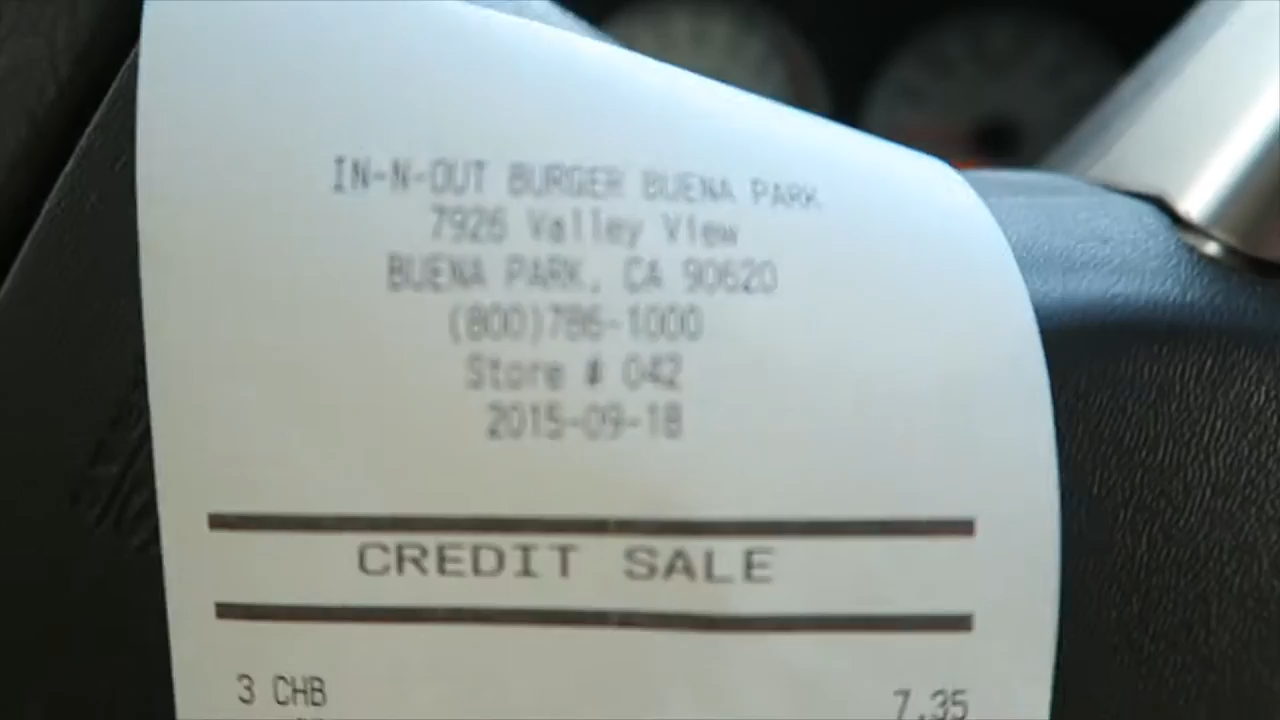 IN-N-OUT BURGER BUENA PARK
7926 Valley View
BUENA PARK, CA 90620
(800)786-1000
Store # 042
2015-09-18
CREDIT SALE
3 CHB 7.35